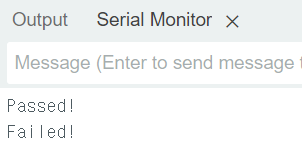 Output Serial Monitor ×
Message (Enter to send message t
Passed!
Failed!